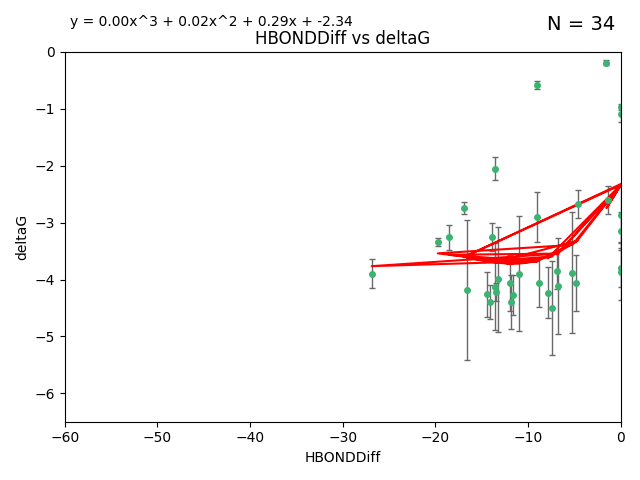 y = 0.00x^3 + 0.02x^2 + 0.29x + -2.34
N = 34
HBONDDiff vs deltaG
0
−1
−2
−3
−4
−5
−6
deltaG
−60
−50
−40
−30
−20
−10
0
HBONDDiff